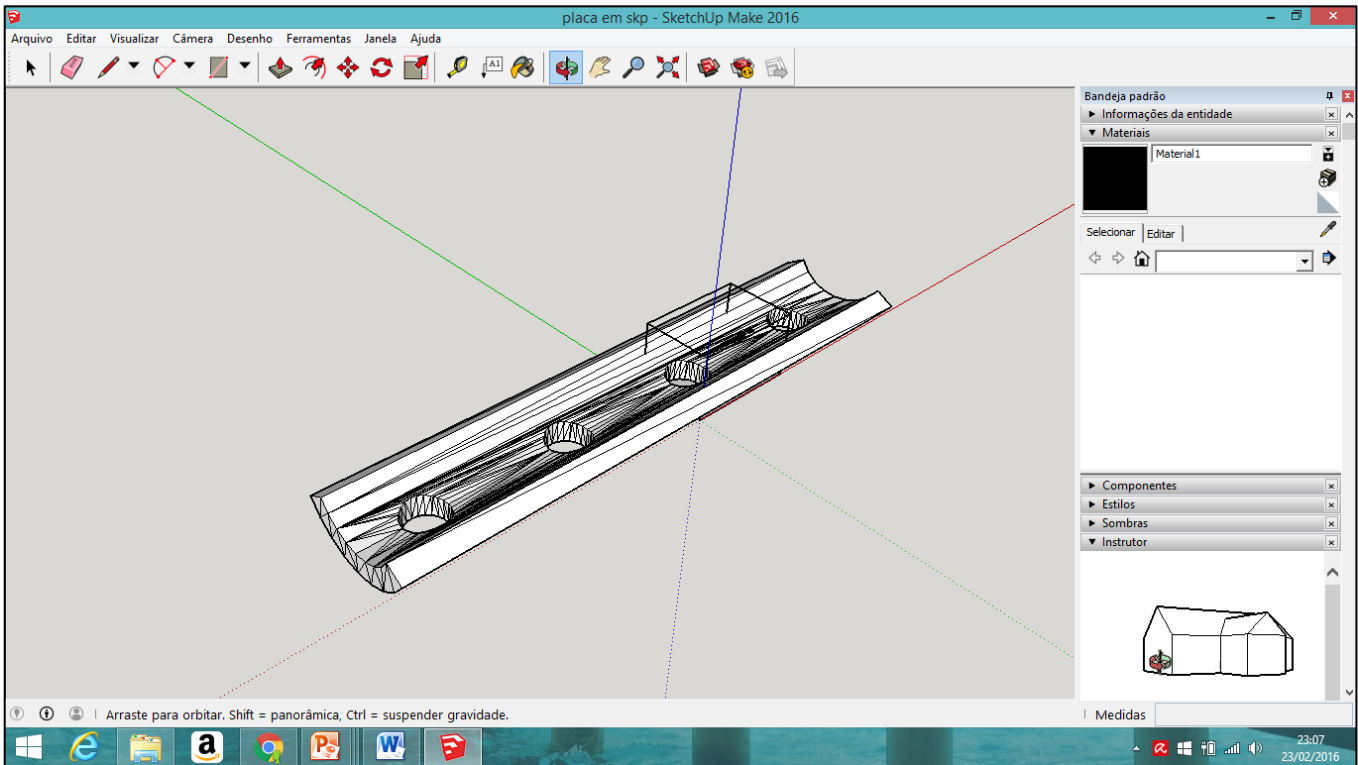 placa em skp - SketchUp Make 2016
Arquivo Editar Visualizar Câmera Desenho Ferramentas Janela Ajuda
A1
Bandeja padrão
Informações da entidade
Materiais
Material1
Selecionar Editar
Componentes
Estilos
Sombras
Instrutor
Arraste para orbitar. Shift = panorâmica, Ctrl = suspender gravidade.
Medidas
23:07
23/02/2016